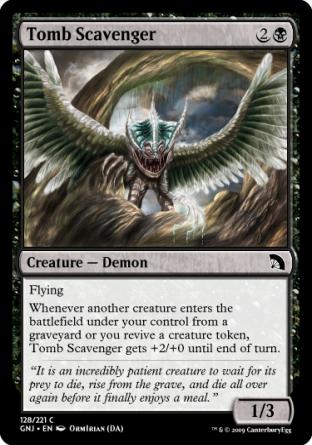 Tomb Scavenger 2
Creature — Demon
Flying
Whenever another creature enters the
battlefield under your control from a
graveyard or you revive a creature token,
Tomb Scavenger gets +2/+0 until end of turn.
“It is an incredibly patient creature to wait for its
prey to die, rise from the grave, and die all over
again before it finally enjoys a meal.”
1/3
128/221 C
GNJ • EN Ormirian (DA)
™ & © 2019 CanterburyEgg